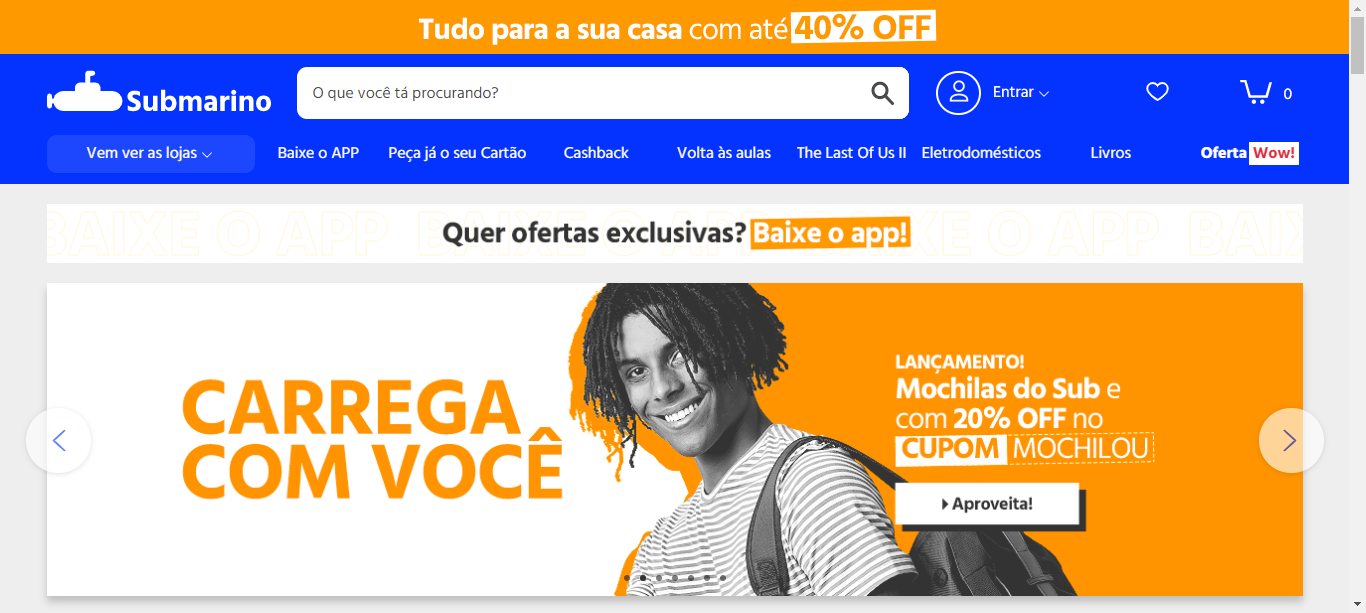 Tudo para a sua casa com até 40% OFF
Submarino
O que você tá procurando?
Entrar
0
Vem ver as lojas
Baixe o APP
Peça já o seu Cartão
Cashback
Volta às aulas
The Last Of Us II
Eletrodomésticos
Livros
Oferta Wow!
BAIXE O APP BAIXE O APP BAIXE O APP BAIX
Quer ofertas exclusivas? Baixe o app!
CARREGA
COM VOCÊ
LANÇAMENTO!
Mochilas do Sub e
com 20% OFF no
CUPOM MOCHILOU
Aproveita!